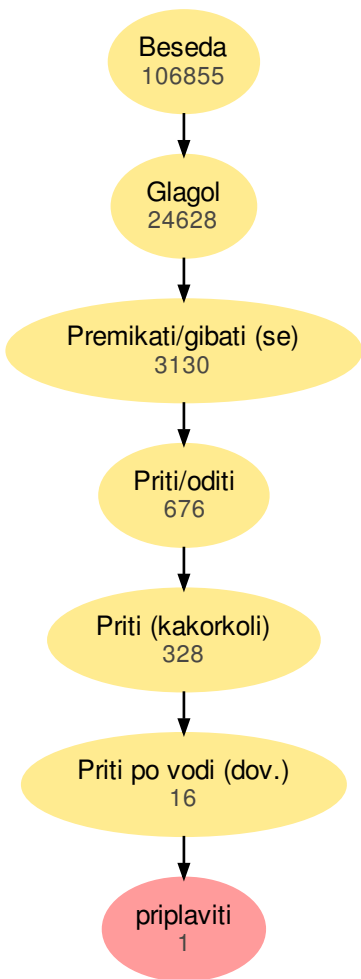 Beseda
106855
Glagol
24628
Premikati/gibati (se)
3130
Priti/oditi
676
Priti (kakorkoli)
328
Priti po vodi (dov.)
16
priplaviti
1